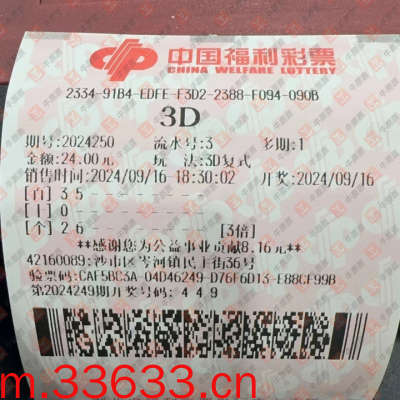 中国福利彩票
CHINA WELFARE LOTTERY
2334-91B4-EDFE-F3D2-2388-F094-090B
3D
期号:2024250 流水号:3 多期:1
金额:24.00元 玩 法:3D复式
销售时间:2024/09/16-18:30:02 开奖:2024/09/16
[百] 3 5
[十] 0
[个] 2 6 [3倍]
**感谢您为公益事业贡献8.16元**
42160089:沙市区岑河镇民主街36号
验票码:CAF5BC3A-04D46249-D76F6D13-E88CF99B
第2024249期开奖号码: 4 4 9
m.33633.cn